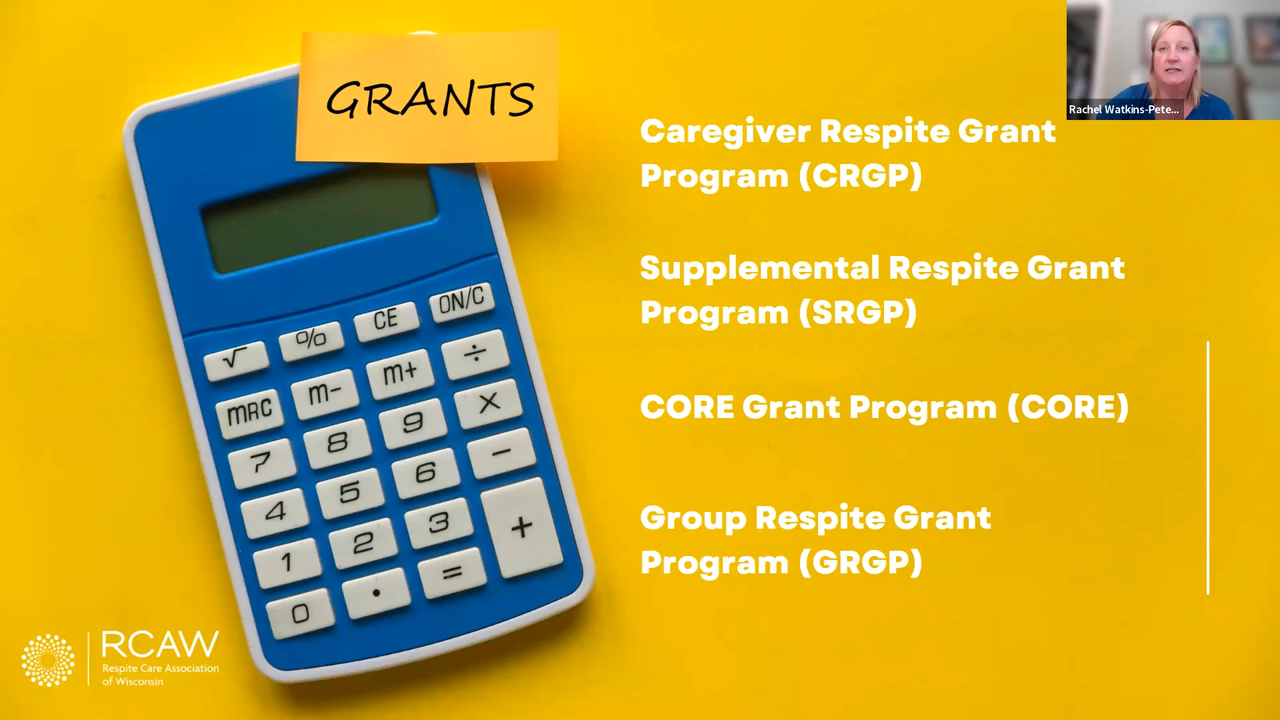 GRANTS
Rachel Watkins-Pete...
Caregiver Respite Grant
Program (CRGP)
Supplemental Respite Grant
Program (SRGP)
CORE Grant Program (CORE)
Group Respite Grant
Program (GRGP)
√ % CE ON/C
MRC M- M+ ÷
7 8 9 X
4 5 6 −
1 2 3 +
0 . =
RCAW
Respite Care Association
of Wisconsin